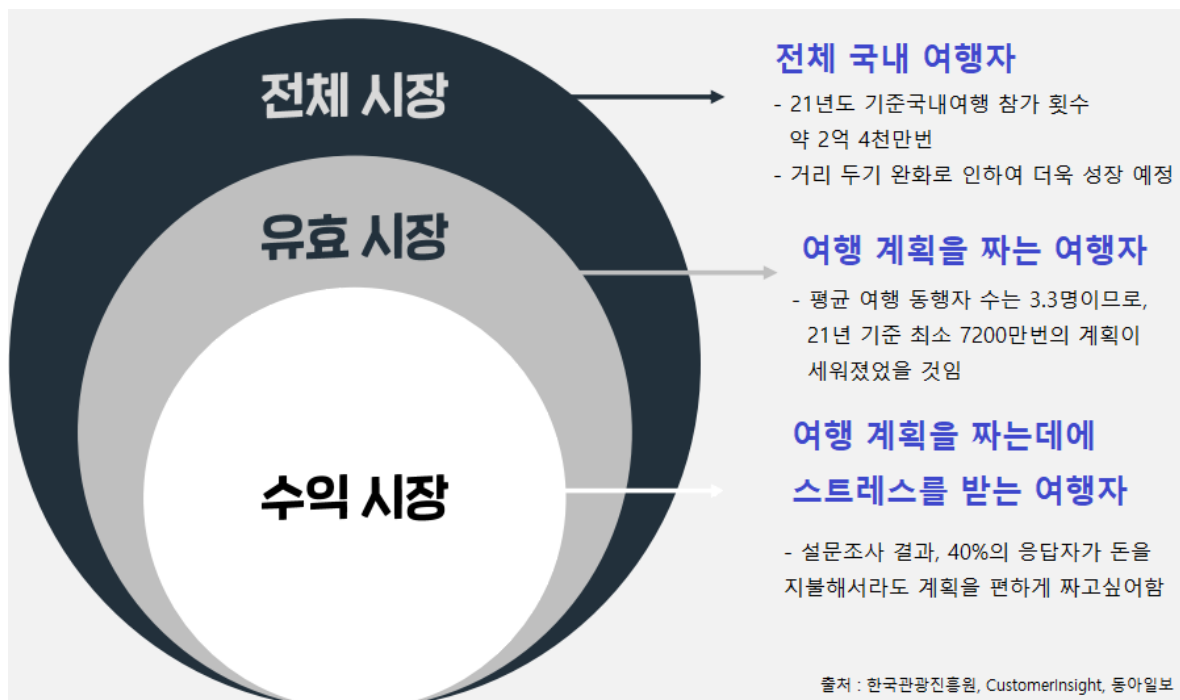 전체 시장
유효 시장
수익 시장
전체 국내 여행자
- 21년도 기준국내여행 참가 횟수
약 2억 4천만번
- 거리 두기 완화로 인하여 더욱 성장 예정
여행 계획을 짜는 여행자
- 평균 여행 동행자 수는 3.3명이므로,
21년 기준 최소 7200만번의 계획이
세워졌었을 것임
여행 계획을 짜는데에
스트레스를 받는 여행자
- 설문조사 결과, 40%의 응답자가 돈을
지불해서라도 계획을 편하게 짜고싶어함
출처 : 한국관광진흥원, CustomerInsight, 동아일보